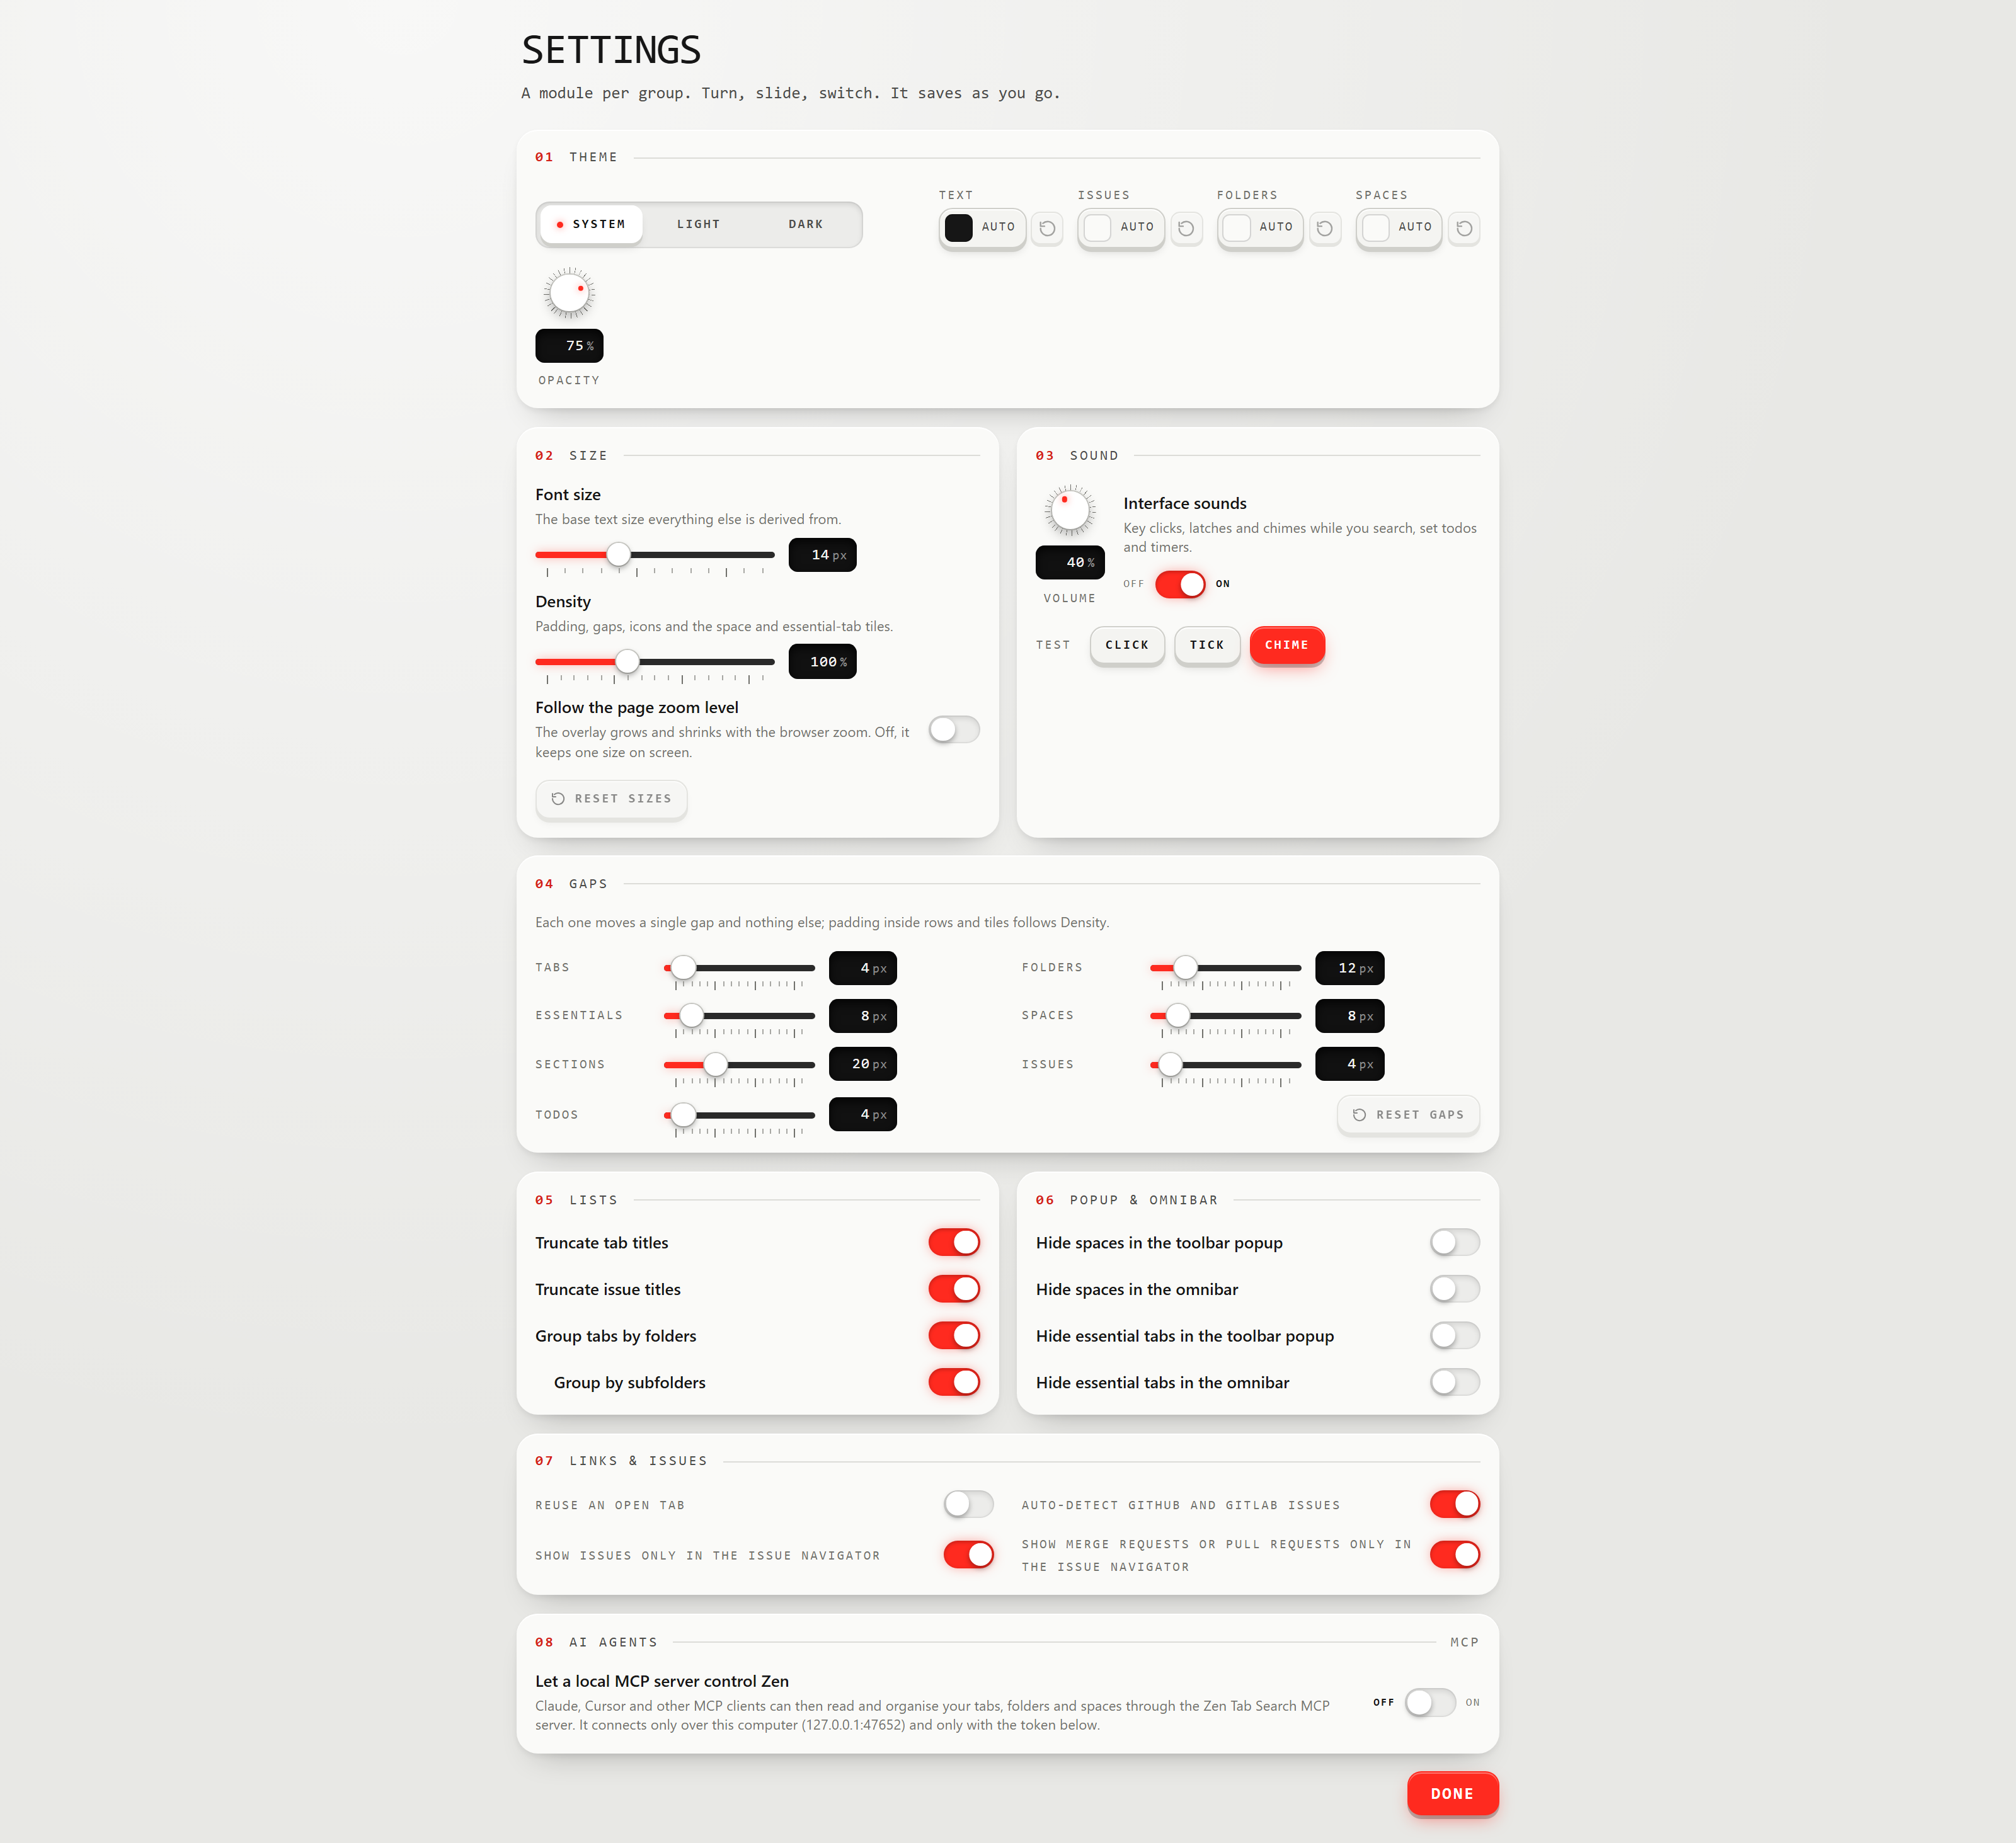 SETTINGS
A module per group. Turn, slide, switch. It saves as you go.
01 THEME
SYSTEM LIGHT DARK
TEXT ISSUES FOLDERS SPACES
AUTO AUTO AUTO AUTO
75 %
OPACITY
02 SIZE
Font size
The base text size everything else is derived from.
14 px
Density
Padding, gaps, icons and the space and essential-tab tiles.
100 %
Follow the page zoom level
The overlay grows and shrinks with the browser zoom. Off, it
keeps one size on screen.
RESET SIZES
03 SOUND
40 %
VOLUME
Interface sounds
Key clicks, latches and chimes while you search, set todos
and timers.
OFF ON
TEST CLICK TICK CHIME
04 GAPS
Each one moves a single gap and nothing else; padding inside rows and tiles follows Density.
TABS 4 px
FOLDERS 12 px
ESSENTIALS 8 px
SPACES 8 px
SECTIONS 20 px
ISSUES 4 px
TODOS 4 px
RESET GAPS
05 LISTS
Truncate tab titles
Truncate issue titles
Group tabs by folders
Group by subfolders
06 POPUP & OMNIBAR
Hide spaces in the toolbar popup
Hide spaces in the omnibar
Hide essential tabs in the toolbar popup
Hide essential tabs in the omnibar
07 LINKS & ISSUES
REUSE AN OPEN TAB
AUTO-DETECT GITHUB AND GITLAB ISSUES
SHOW ISSUES ONLY IN THE ISSUE NAVIGATOR
SHOW MERGE REQUESTS OR PULL REQUESTS ONLY IN
THE ISSUE NAVIGATOR
08 AI AGENTS MCP
Let a local MCP server control Zen
Claude, Cursor and other MCP clients can then read and organise your tabs, folders and spaces through the Zen Tab Search MCP
server. It connects only over this computer (127.0.0.1:47652) and only with the token below.
OFF ON
DONE